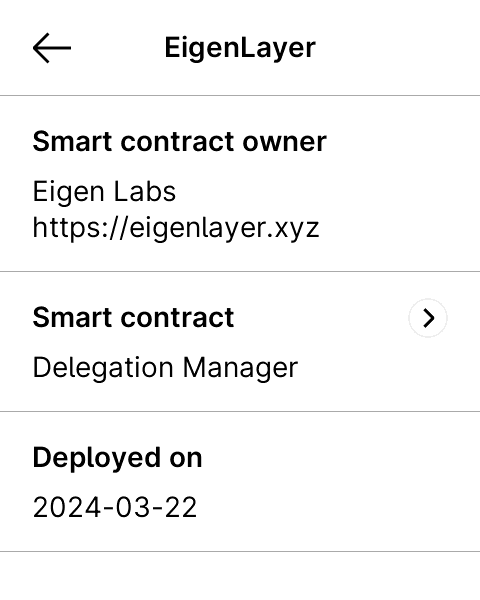 EigenLayer
Smart contract owner
Eigen Labs
https://eigenlayer.xyz
Smart contract
Delegation Manager
Deployed on
2024-03-22